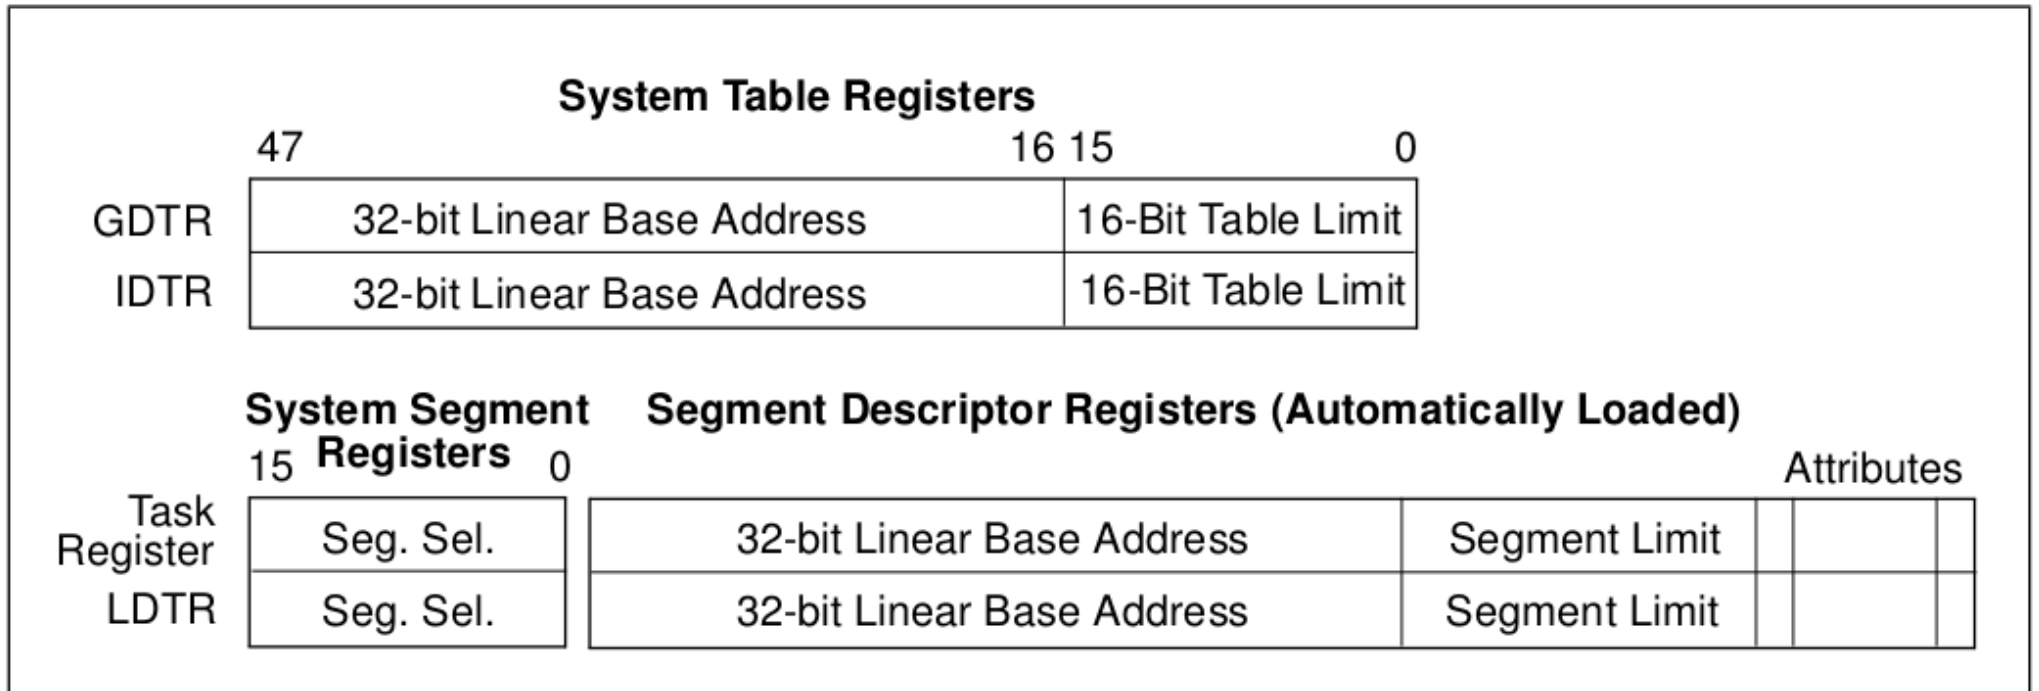 System Table Registers
47 16 15 0
GDTR 32-bit Linear Base Address 16-Bit Table Limit
IDTR 32-bit Linear Base Address 16-Bit Table Limit
System Segment Segment Descriptor Registers (Automatically Loaded)
15 Registers 0 Attributes
Task
Register Seg. Sel. 32-bit Linear Base Address Segment Limit
LDTR Seg. Sel. 32-bit Linear Base Address Segment Limit